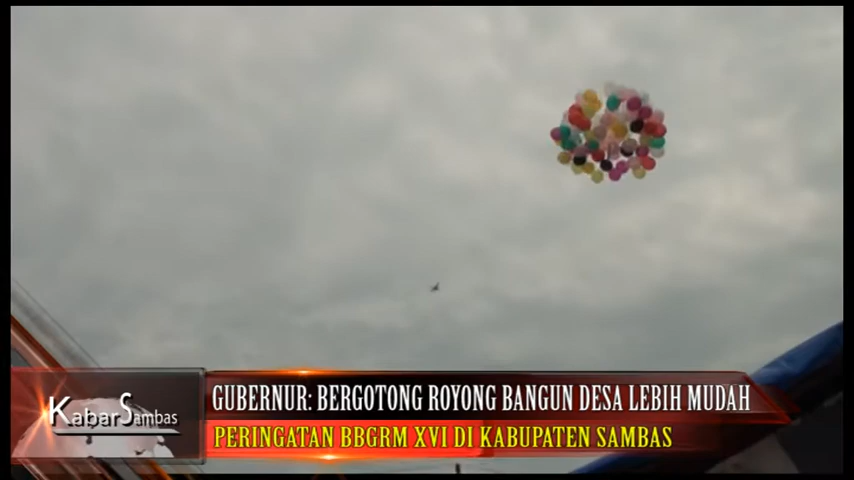 GUBERNUR: BERGOTONG ROYONG BANGUN DESA LEBIH MUDAH
KabarSambas
PERINGATAN BBGRM XVI DI KABUPATEN SAMBAS